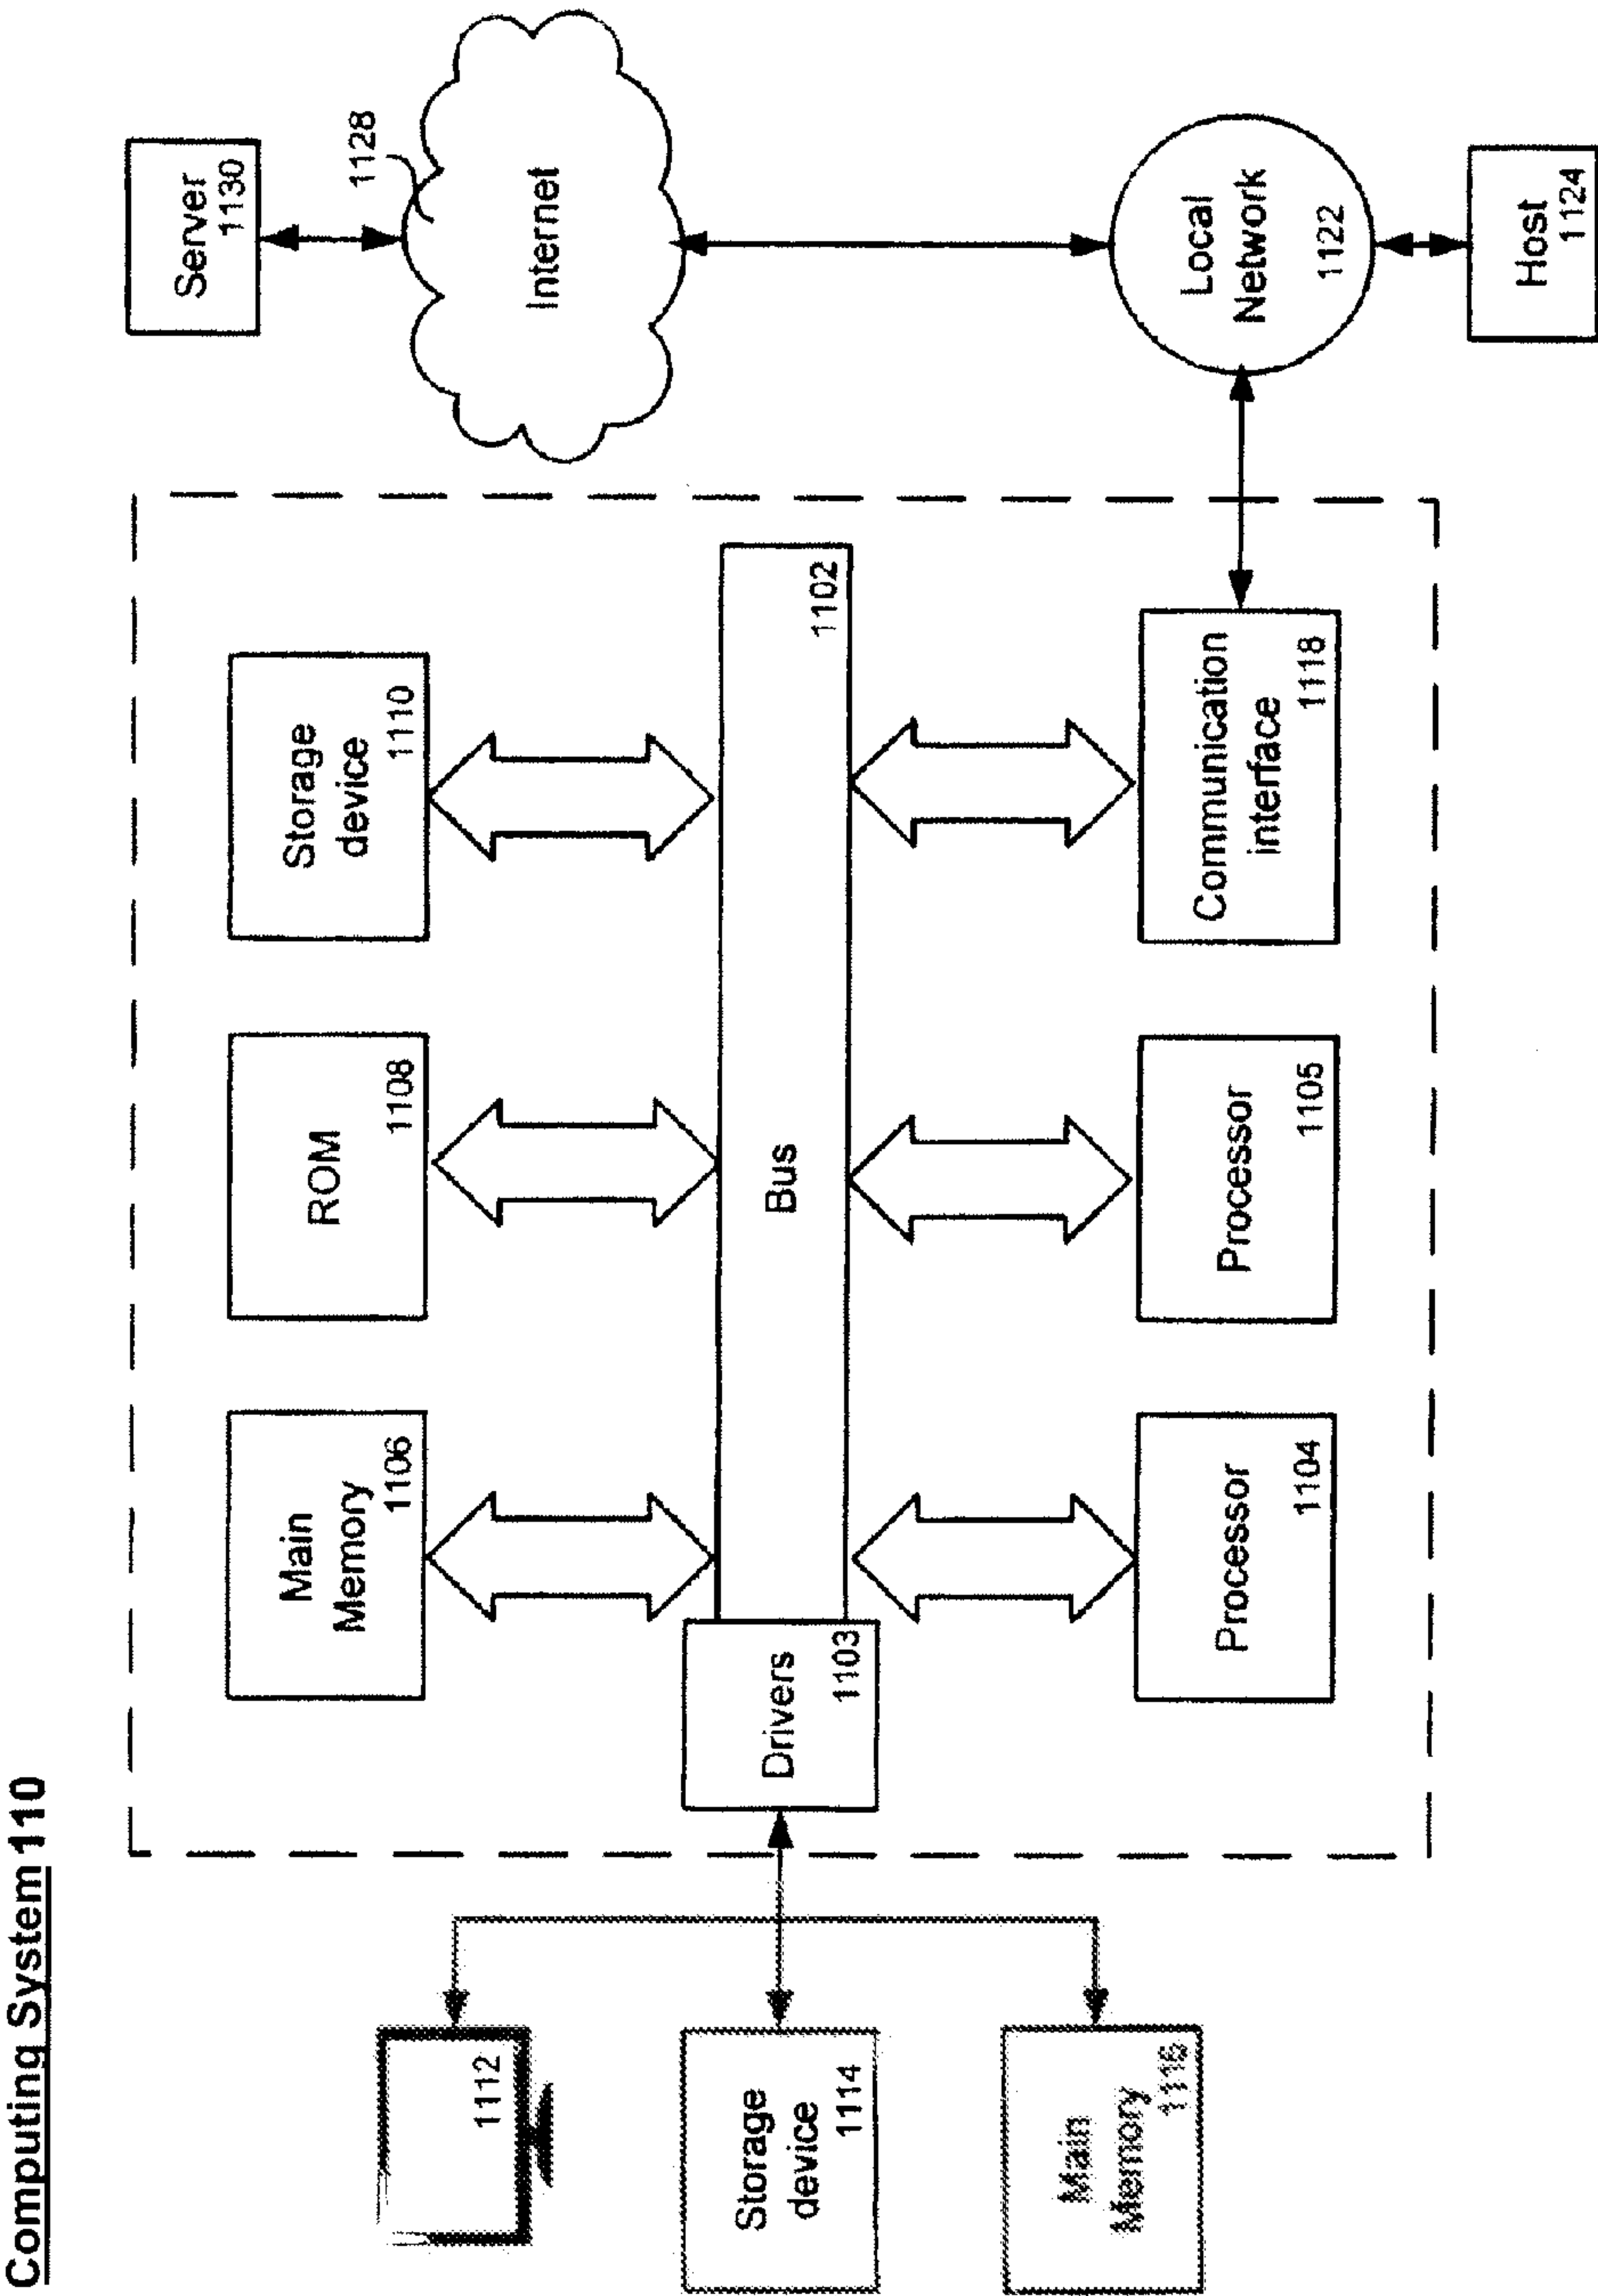 Computing System 110
1112
Storage
device
1114
Main
Memory
1116
Drivers
1103
Main
Memory
1106
ROM
1108
Storage
device
1110
Bus
1102
Processor
1104
Processor
1105
Communication
interface
1118
Server
1130
1128
Internet
Local
Network
1122
Host
1124